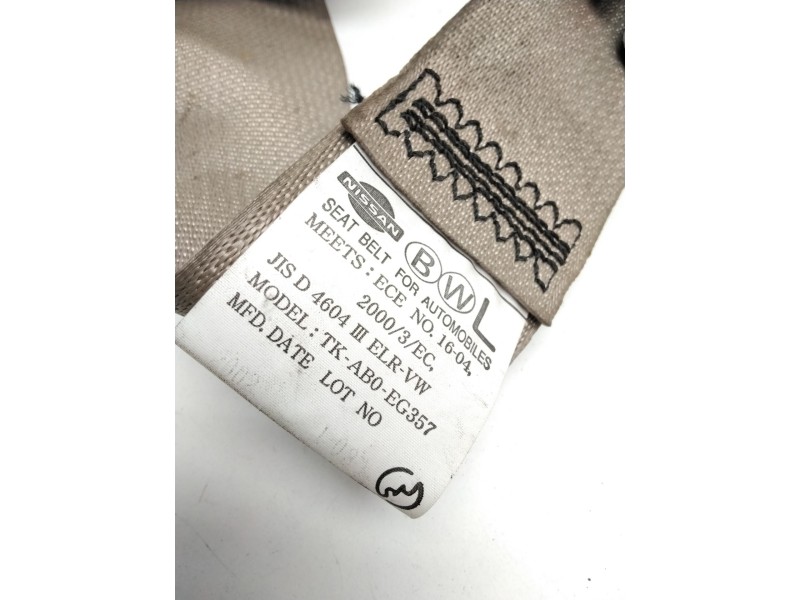 NISSAN
B W L
SEAT BELT FOR AUTOMOBILES
MEETS : ECE NO. 16-04,
2000/3/EC,
JIS D 4604 III ELR-VW
MODEL : TK-AB0-EG357
MFD. DATE LOT NO